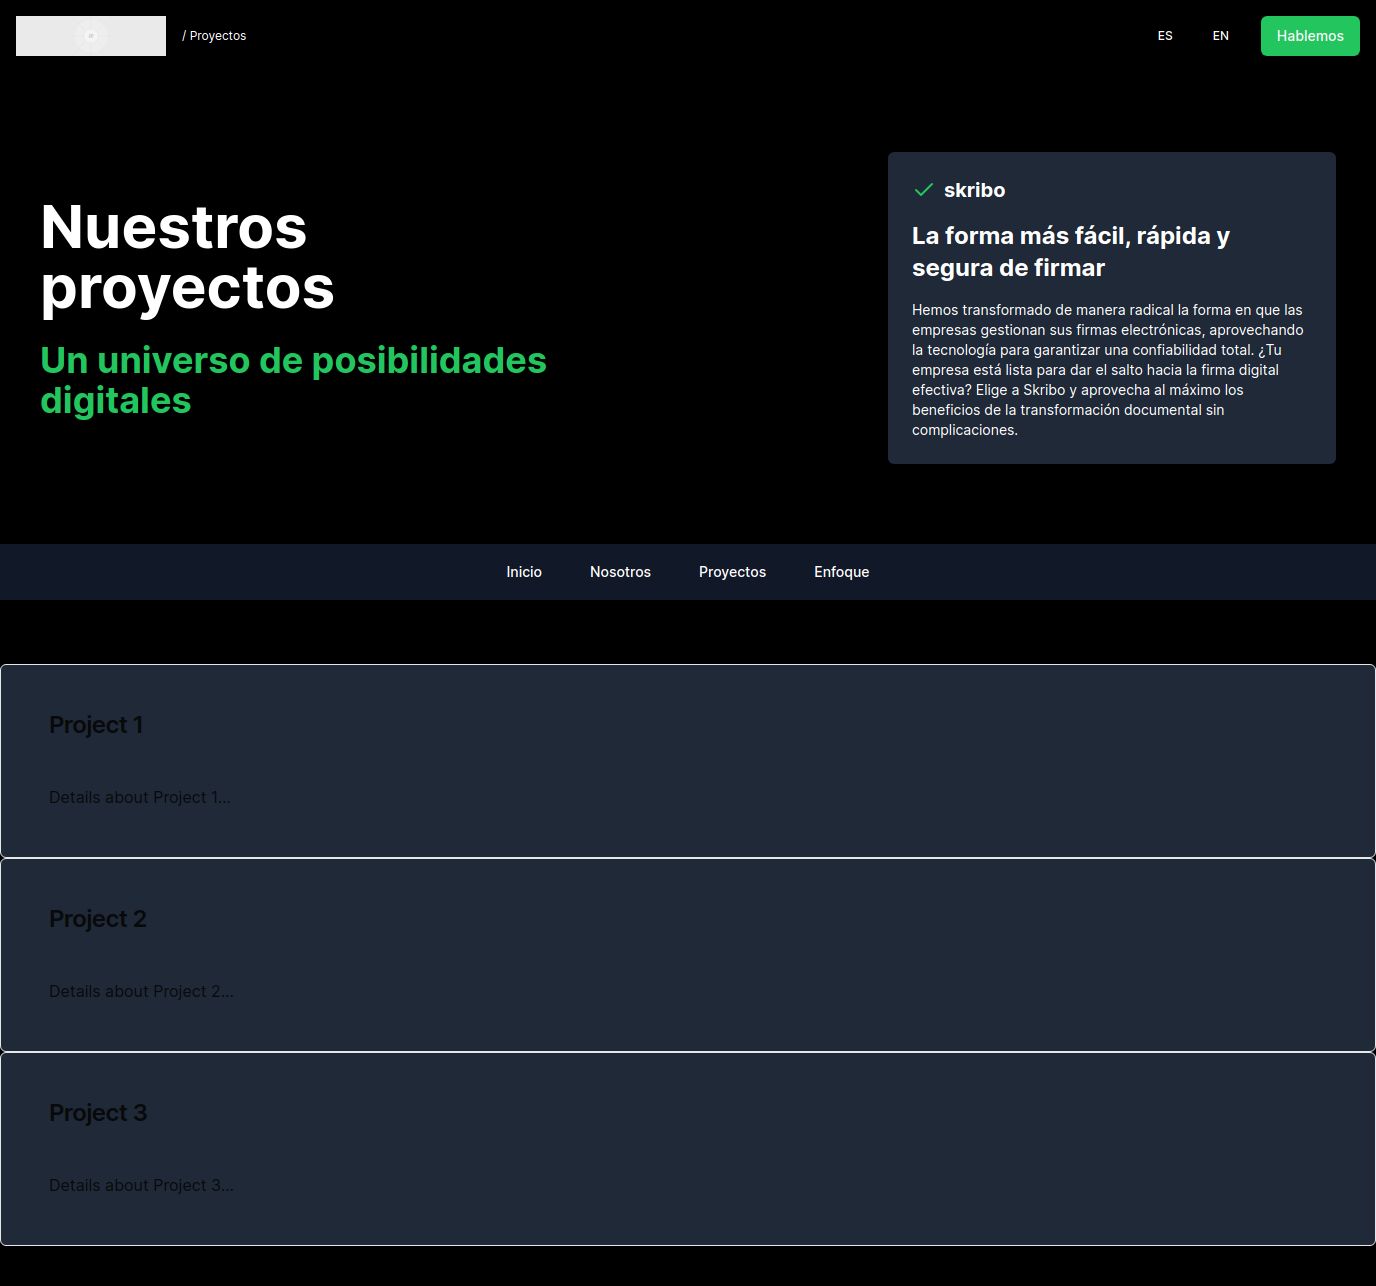 / Proyectos
ES
EN
Hablemos
Nuestros
proyectos
Un universo de posibilidades
digitales
skribo
La forma más fácil, rápida y
segura de firmar
Hemos transformado de manera radical la forma en que las
empresas gestionan sus firmas electrónicas, aprovechando
la tecnología para garantizar una confiabilidad total. ¿Tu
empresa está lista para dar el salto hacia la firma digital
efectiva? Elige a Skribo y aprovecha al máximo los
beneficios de la transformación documental sin
complicaciones.
Inicio
Nosotros
Proyectos
Enfoque
Project 1
Details about Project 1...
Project 2
Details about Project 2...
Project 3
Details about Project 3...